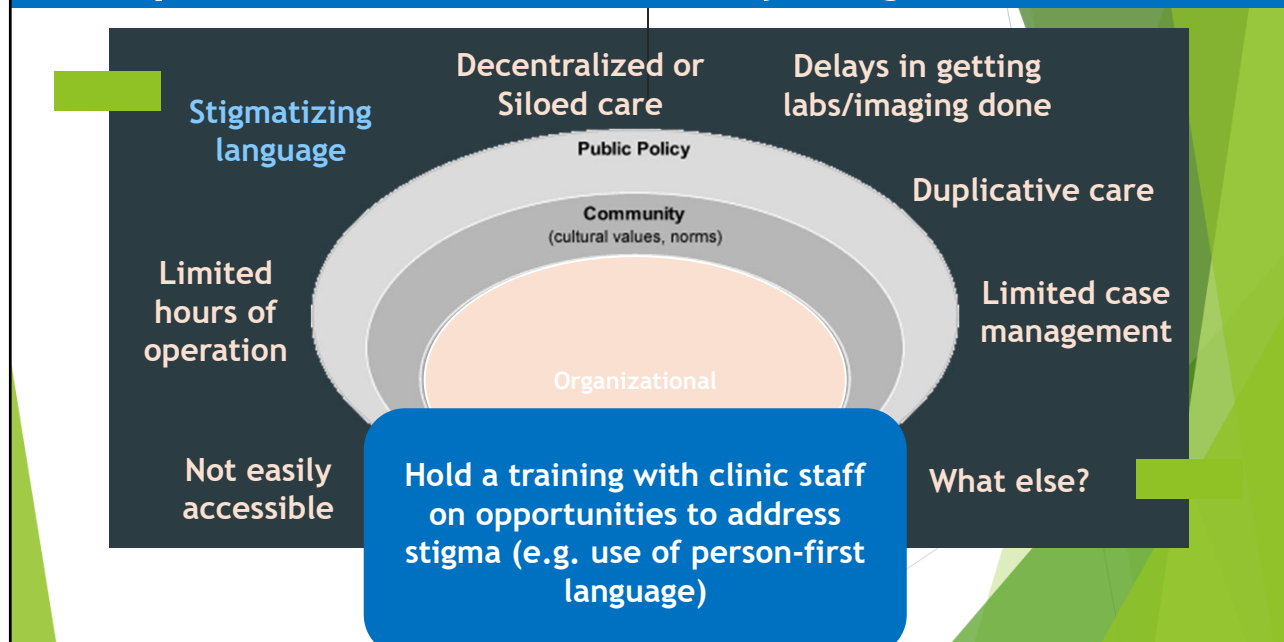 Decentralized or
Siloed care
Delays in getting
labs/imaging done
Stigmatizing
language
Public Policy
Duplicative care
Community
(cultural values, norms)
Limited
hours of
operation
Limited case
management
Organizational
Not easily
accessible
Hold a training with clinic staff
on opportunities to address
stigma (e.g. use of person-first
language)
What else?